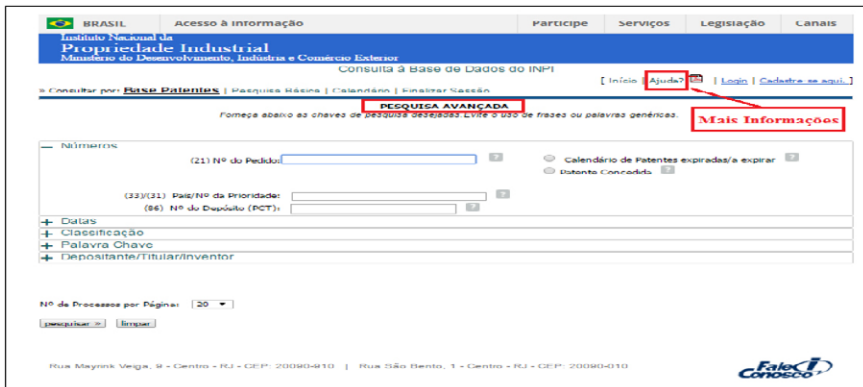 BRASIL Acesso à informação Participe Serviços Legislação Canais
Instituto Nacional da
Propriedade Industrial
Ministério do Desenvolvimento, Indústria e Comércio Exterior
Consulta à Base de Dados do INPI
[ Início | Ajuda? | Login | Cadastre-se aqui. ]
» Consultar por: Base Patentes | Pesquisa Básica | Calendário | Finalizar Sessão
PESQUISA AVANÇADA
Forneça abaixo as chaves de pesquisa desejadas. Evite o uso de frases ou palavras genéricas.
Mais Informações
Números
(21) Nº do Pedido: ? Calendário de Patentes expiradas/a expirar ?
Patente Concedida ?
(33)/(31) País/Nº da Prioridade: ?
(86) Nº do Depósito (PCT): ?
+ Datas
+ Classificação
+ Palavra Chave
+ Depositante/Titular/Inventor
Nº de Processos por Página: 20
pesquisar » limpar
Rua Mayrink Veiga, 9 - Centro - RJ - CEP: 20090-910 | Rua São Bento, 1 - Centro - RJ - CEP: 20090-010
Fale Conosco